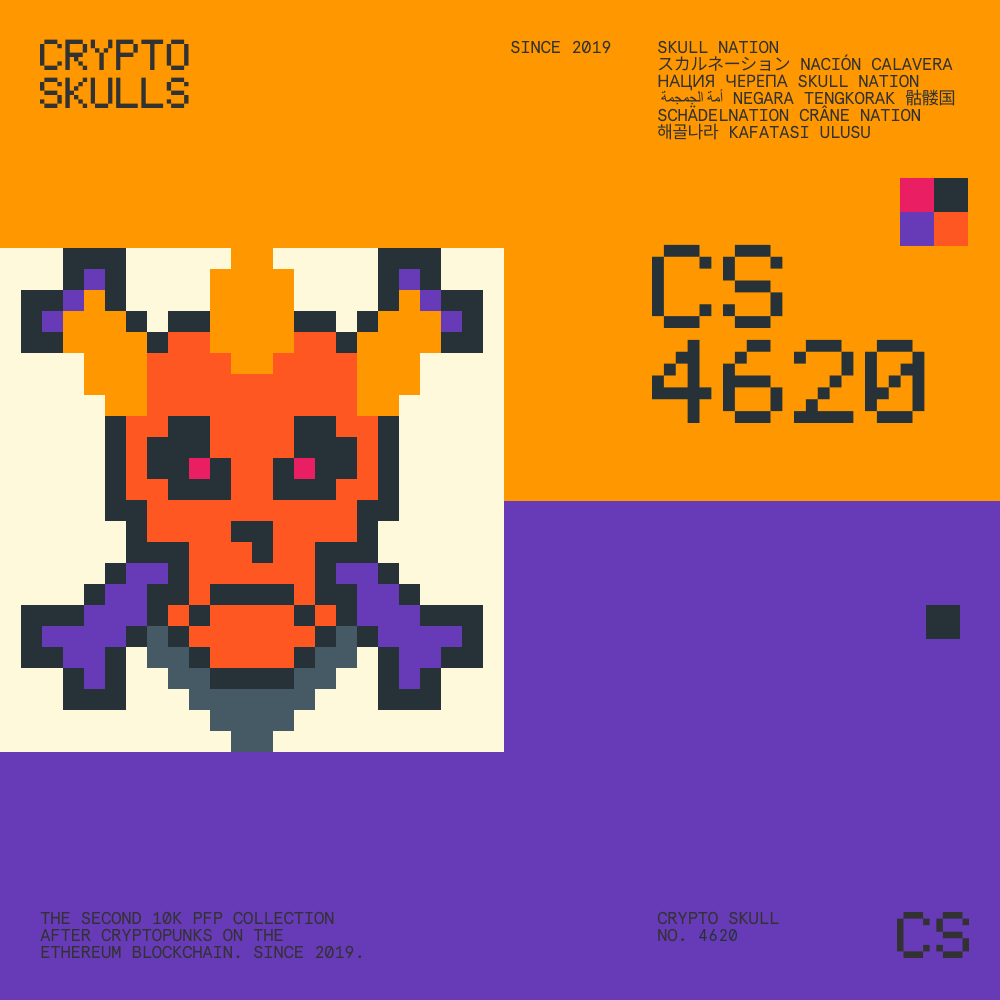 CRYPTO
SKULLS
SINCE 2019
SKULL NATION
スカルネーション NACIÓN CALAVERA
НАЦИЯ ЧЕРЕПА SKULL NATION
أمة الجمجمة NEGARA TENGKORAK 骷髅国
SCHÄDELNATION CRÂNE NATION
해골나라 KAFATASI ULUSU
CS
4620
THE SECOND 10K PFP COLLECTION
AFTER CRYPTOPUNKS ON THE
ETHEREUM BLOCKCHAIN. SINCE 2019.
CRYPTO SKULL
NO. 4620
CS